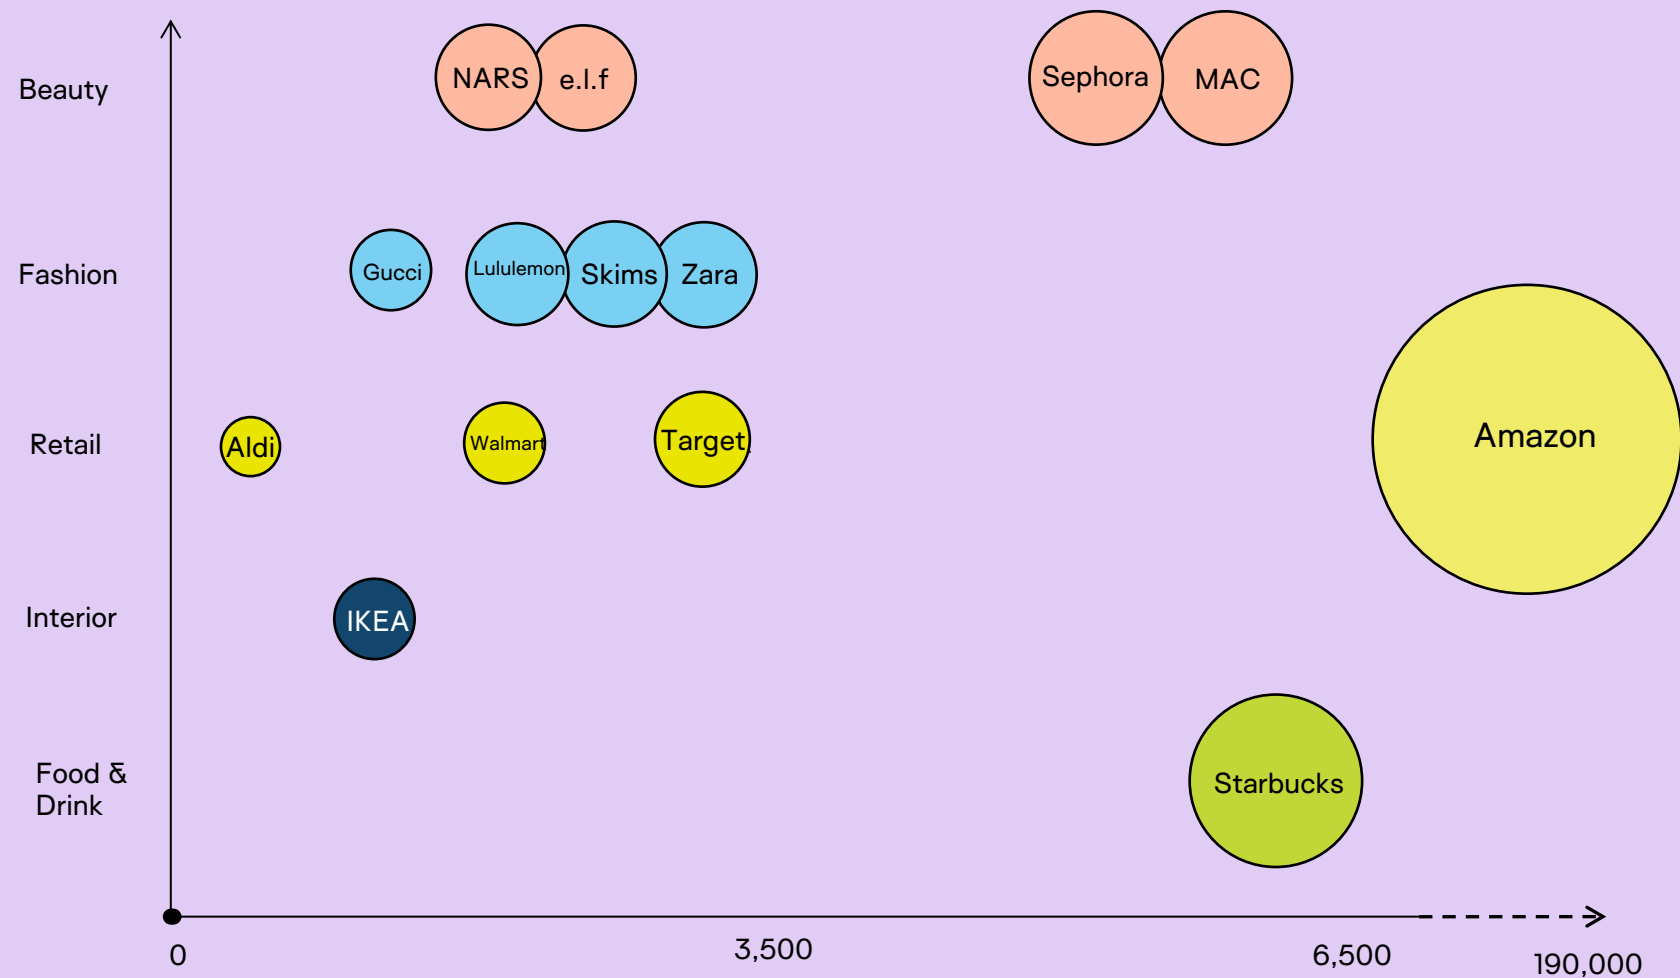 Beauty
NARS
e.l.f
Sephora
MAC
Fashion
Gucci
Lululemon
Skims
Zara
Retail
Aldi
Walmart
Target.
Amazon
Interior
IKEA
Food &
Drink
Starbucks
0
3,500
6,500
190,000